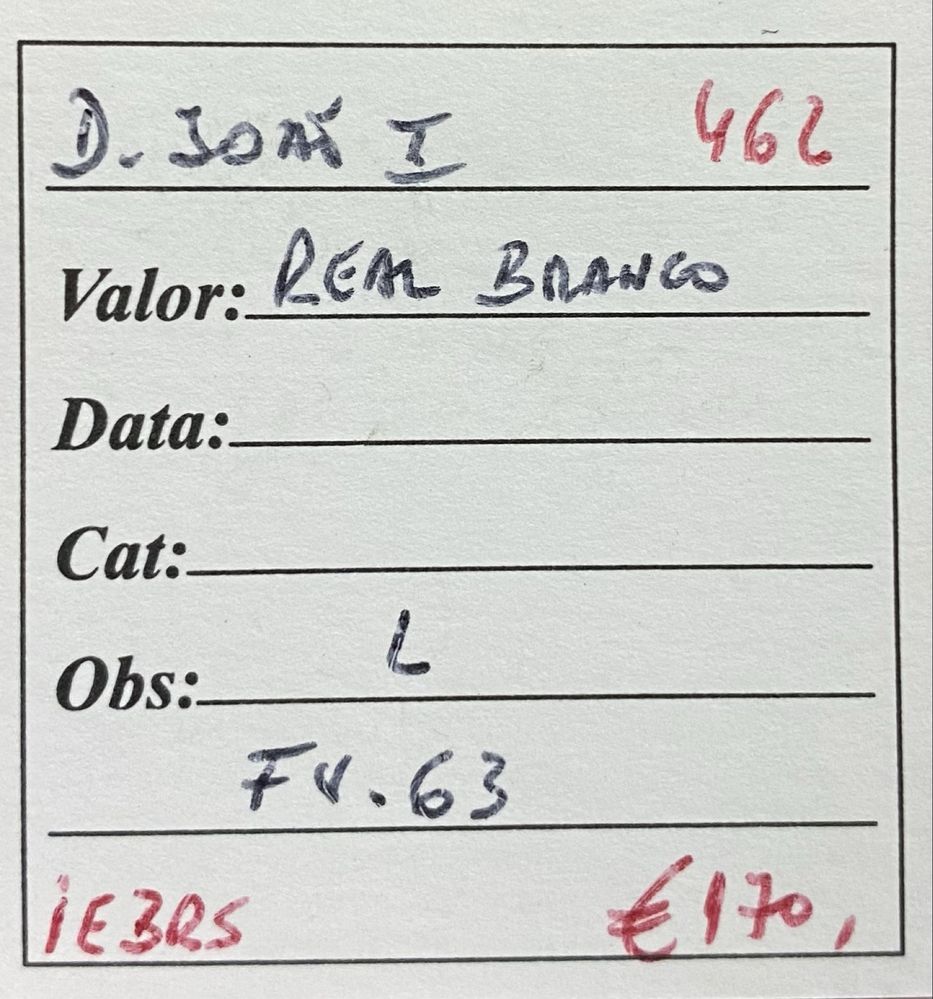 D. JOÃO I 462
Valor: REAL BRANCO
Data:
Cat:
Obs: L
FV. 63
iE3RS €170,